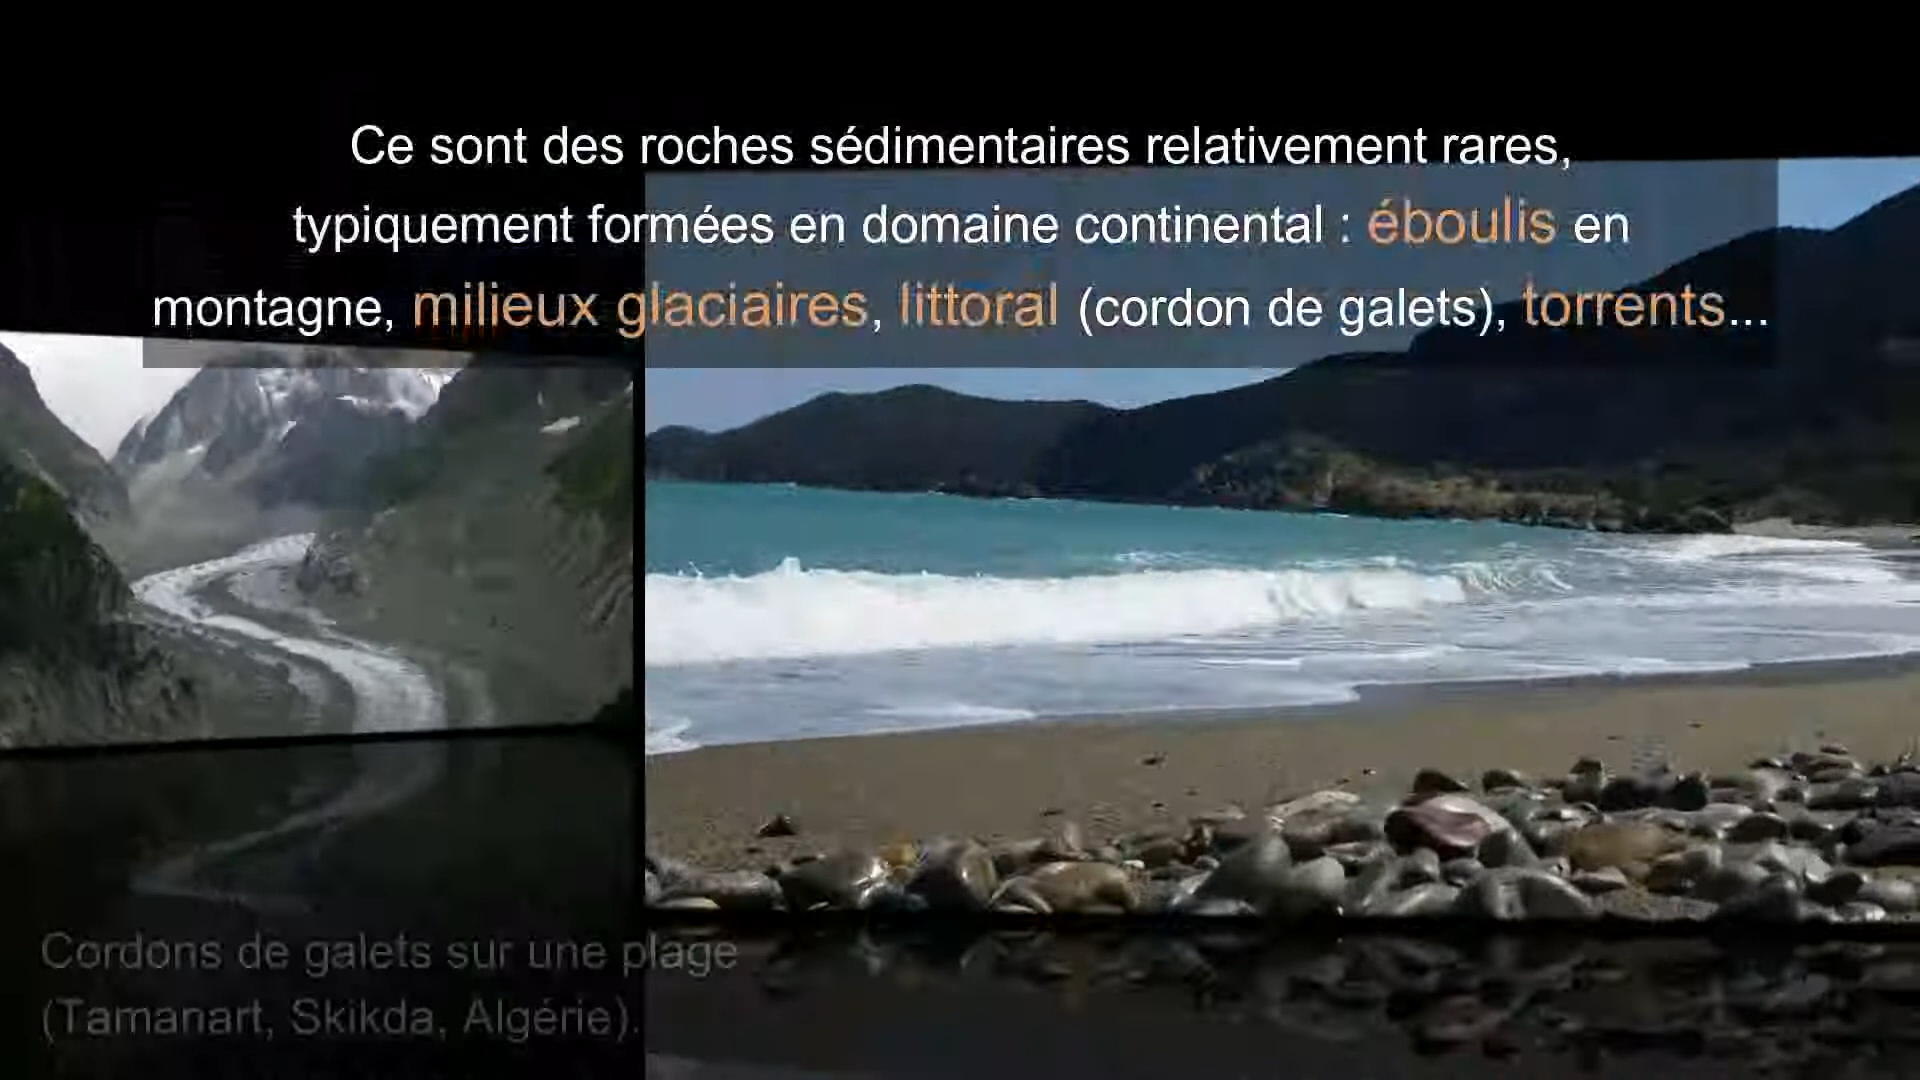 Ce sont des roches sédimentaires relativement rares,
typiquement formées en domaine continental : éboulis en
montagne, milieux glaciaires, littoral (cordon de galets), torrents...
Cordons de galets sur une plage
(Tamanart, Skikda, Algérie).